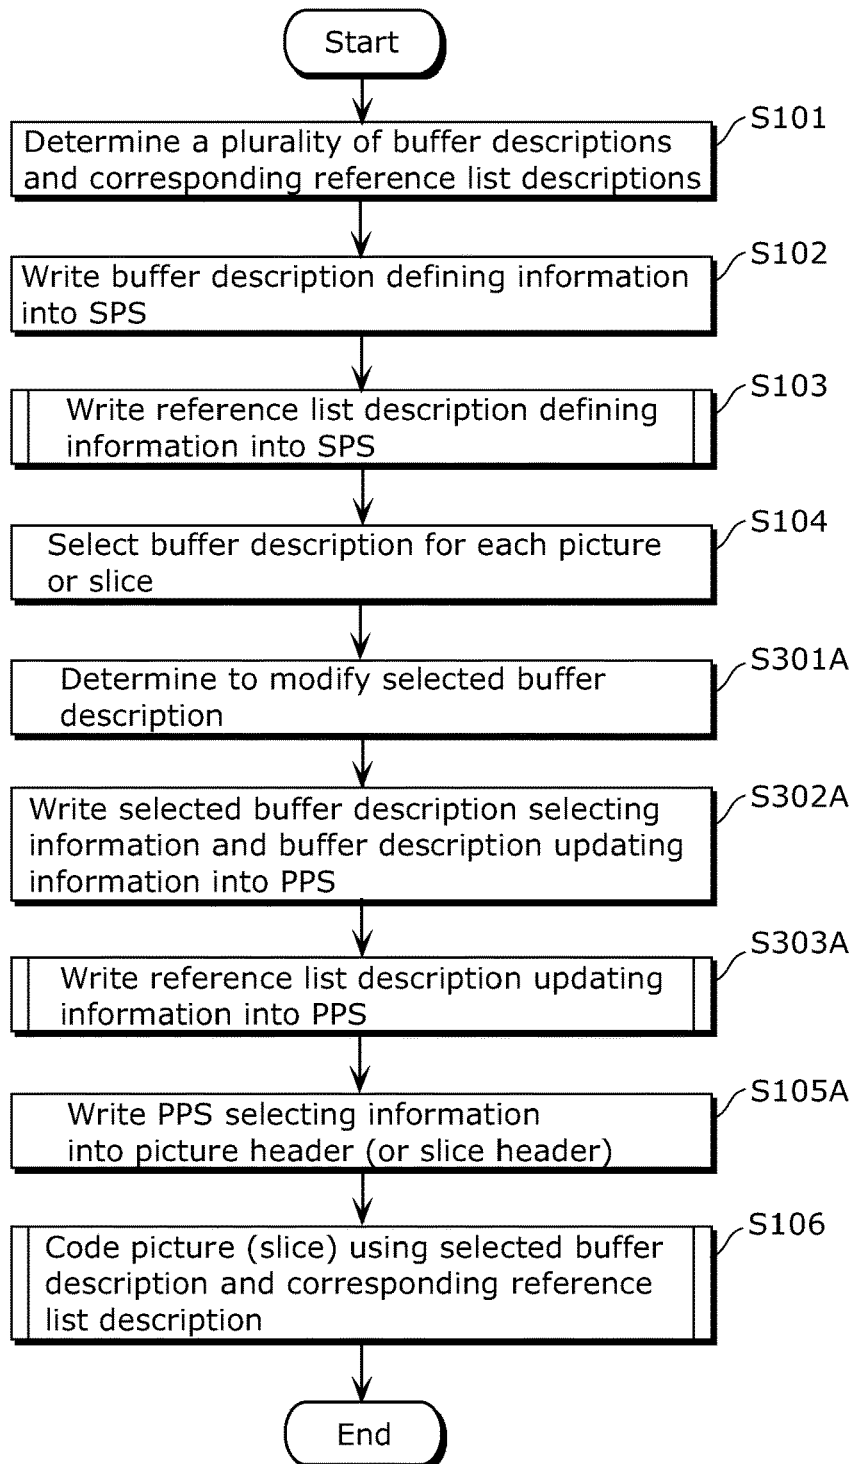 Start
S101
Determine a plurality of buffer descriptions
and corresponding reference list descriptions
S102
Write buffer description defining information
into SPS
S103
Write reference list description defining
information into SPS
S104
Select buffer description for each picture
or slice
S301A
Determine to modify selected buffer
description
S302A
Write selected buffer description selecting
information and buffer description updating
information into PPS
S303A
Write reference list description updating
information into PPS
S105A
Write PPS selecting information
into picture header (or slice header)
S106
Code picture (slice) using selected buffer
description and corresponding reference
list description
End